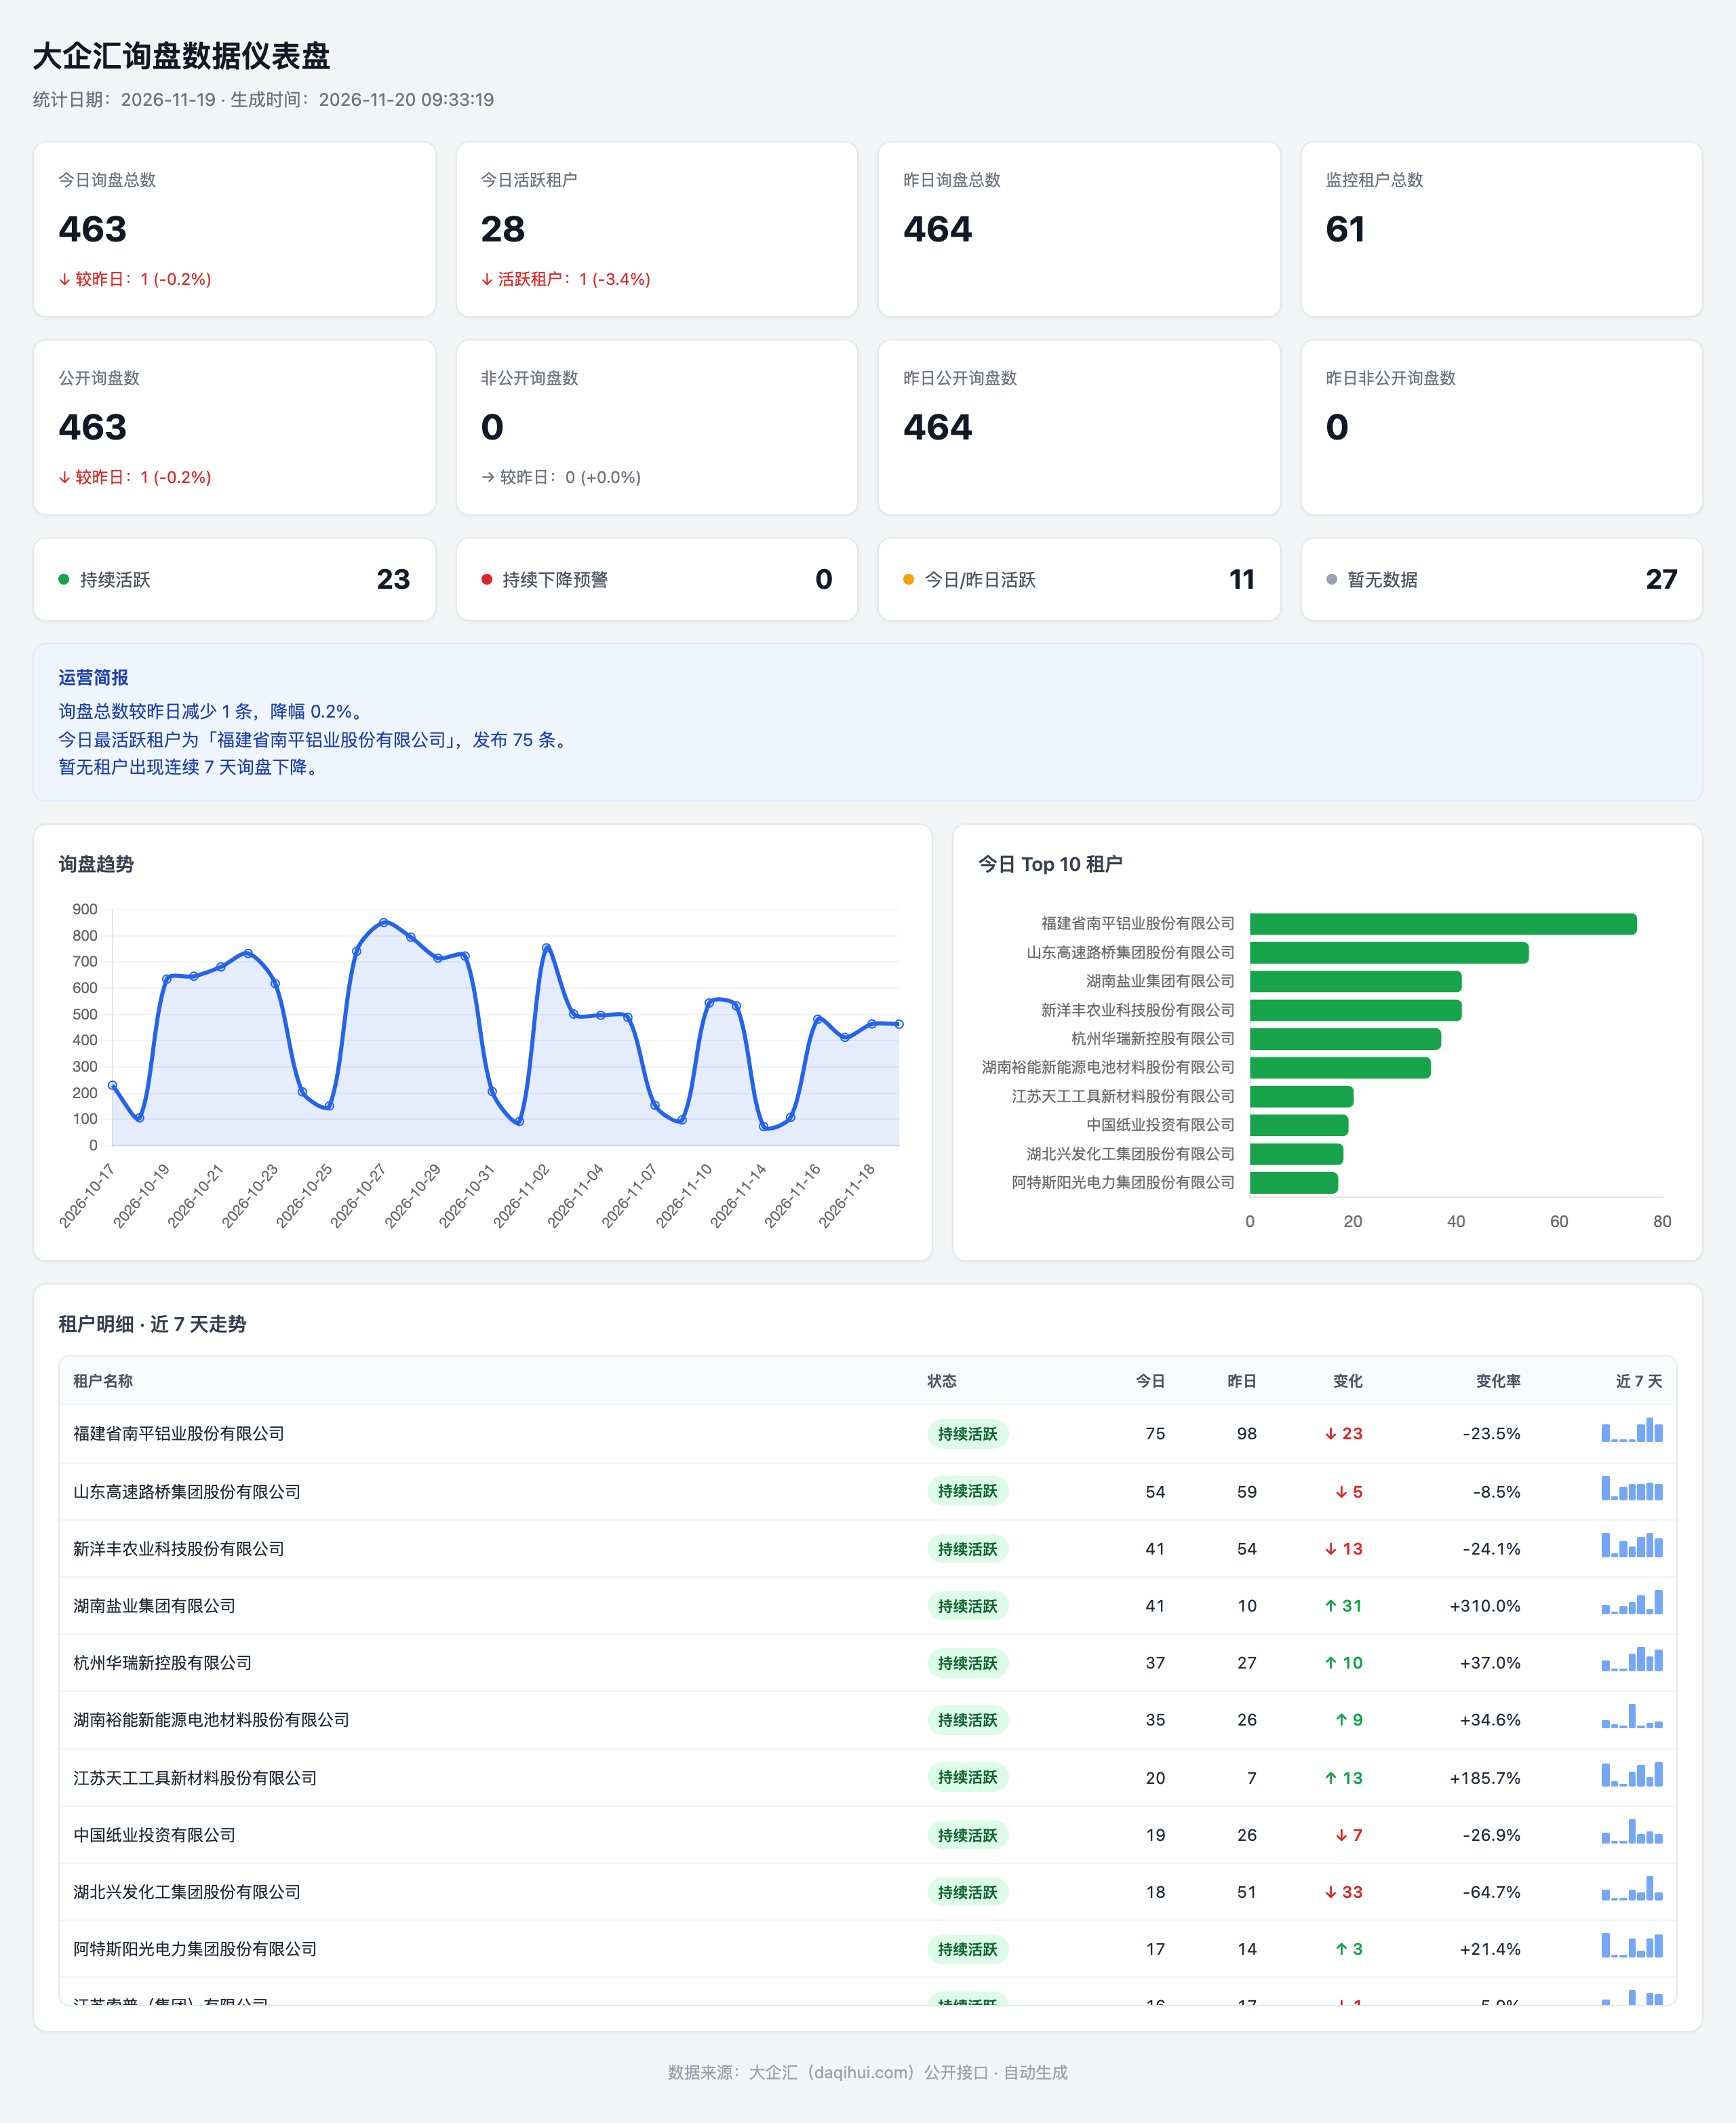 大企汇询盘数据仪表盘
统计日期：2026-11-19 · 生成时间：2026-11-20 09:33:19
今日询盘总数
463
↓ 较昨日：1 (-0.2%)
今日活跃租户
28
↓ 活跃租户：1 (-3.4%)
昨日询盘总数
464
监控租户总数
61
公开询盘数
463
↓ 较昨日：1 (-0.2%)
非公开询盘数
0
→ 较昨日：0 (+0.0%)
昨日公开询盘数
464
昨日非公开询盘数
0
持续活跃 23
持续下降预警 0
今日/昨日活跃 11
暂无数据 27
运营简报
询盘总数较昨日减少 1 条，降幅 0.2%。
今日最活跃租户为「福建省南平铝业股份有限公司」，发布 75 条。
暂无租户出现连续 7 天询盘下降。
询盘趋势
900
800
700
600
500
400
300
200
100
0
2026-10-17
2026-10-19
2026-10-21
2026-10-23
2026-10-25
2026-10-27
2026-10-29
2026-10-31
2026-11-02
2026-11-04
2026-11-07
2026-11-10
2026-11-14
2026-11-16
2026-11-18
今日 Top 10 租户
福建省南平铝业股份有限公司
山东高速路桥集团股份有限公司
湖南盐业集团有限公司
新洋丰农业科技股份有限公司
杭州华瑞新控股有限公司
湖南裕能新能源电池材料股份有限公司
江苏天工工具新材料股份有限公司
中国纸业投资有限公司
湖北兴发化工集团股份有限公司
阿特斯阳光电力集团股份有限公司
0 20 40 60 80
租户明细 · 近 7 天走势
租户名称 状态 今日 昨日 变化 变化率 近 7 天
福建省南平铝业股份有限公司 持续活跃 75 98 ↓ 23 -23.5%
山东高速路桥集团股份有限公司 持续活跃 54 59 ↓ 5 -8.5%
新洋丰农业科技股份有限公司 持续活跃 41 54 ↓ 13 -24.1%
湖南盐业集团有限公司 持续活跃 41 10 ↑ 31 +310.0%
杭州华瑞新控股有限公司 持续活跃 37 27 ↑ 10 +37.0%
湖南裕能新能源电池材料股份有限公司 持续活跃 35 26 ↑ 9 +34.6%
江苏天工工具新材料股份有限公司 持续活跃 20 7 ↑ 13 +185.7%
中国纸业投资有限公司 持续活跃 19 26 ↓ 7 -26.9%
湖北兴发化工集团股份有限公司 持续活跃 18 51 ↓ 33 -64.7%
阿特斯阳光电力集团股份有限公司 持续活跃 17 14 ↑ 3 +21.4%
江苏索普（集团）有限公司 持续活跃 16 17 ↓ 1 -5.9%
数据来源：大企汇（daqihui.com）公开接口 · 自动生成